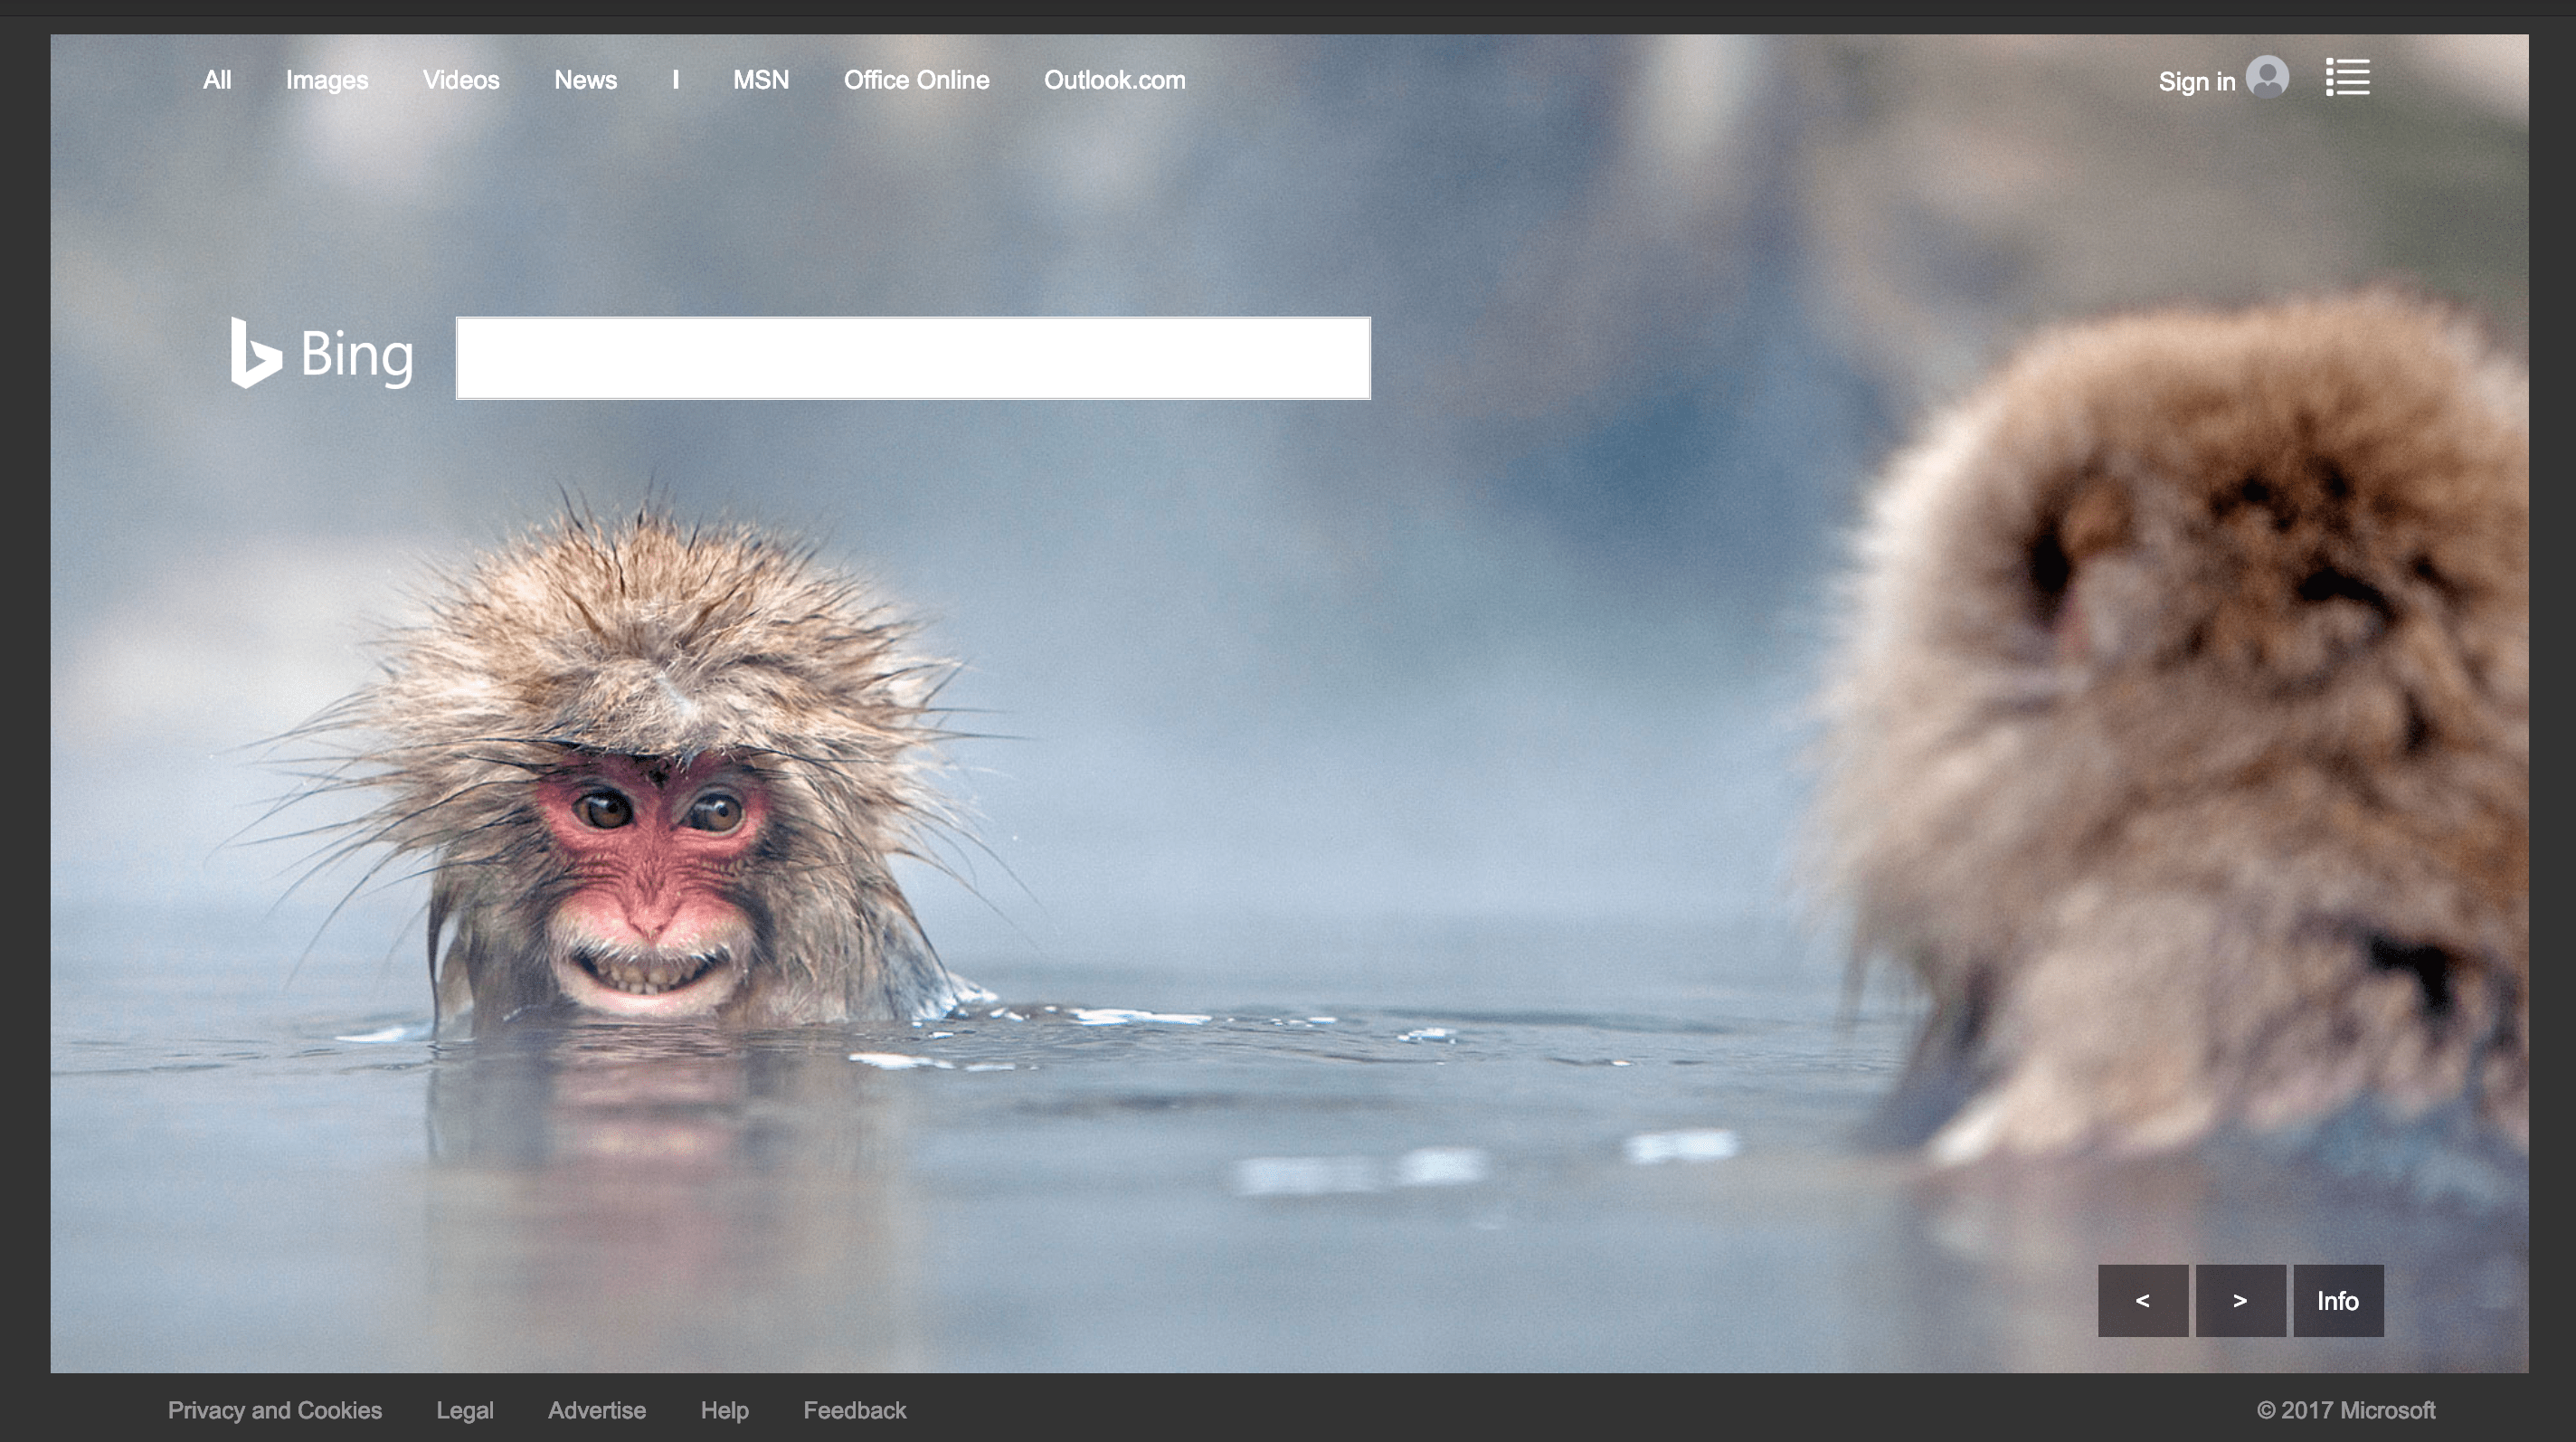 All Images Videos News I MSN Office Online Outlook.com Sign in
Bing
< > Info
Privacy and Cookies Legal Advertise Help Feedback © 2017 Microsoft